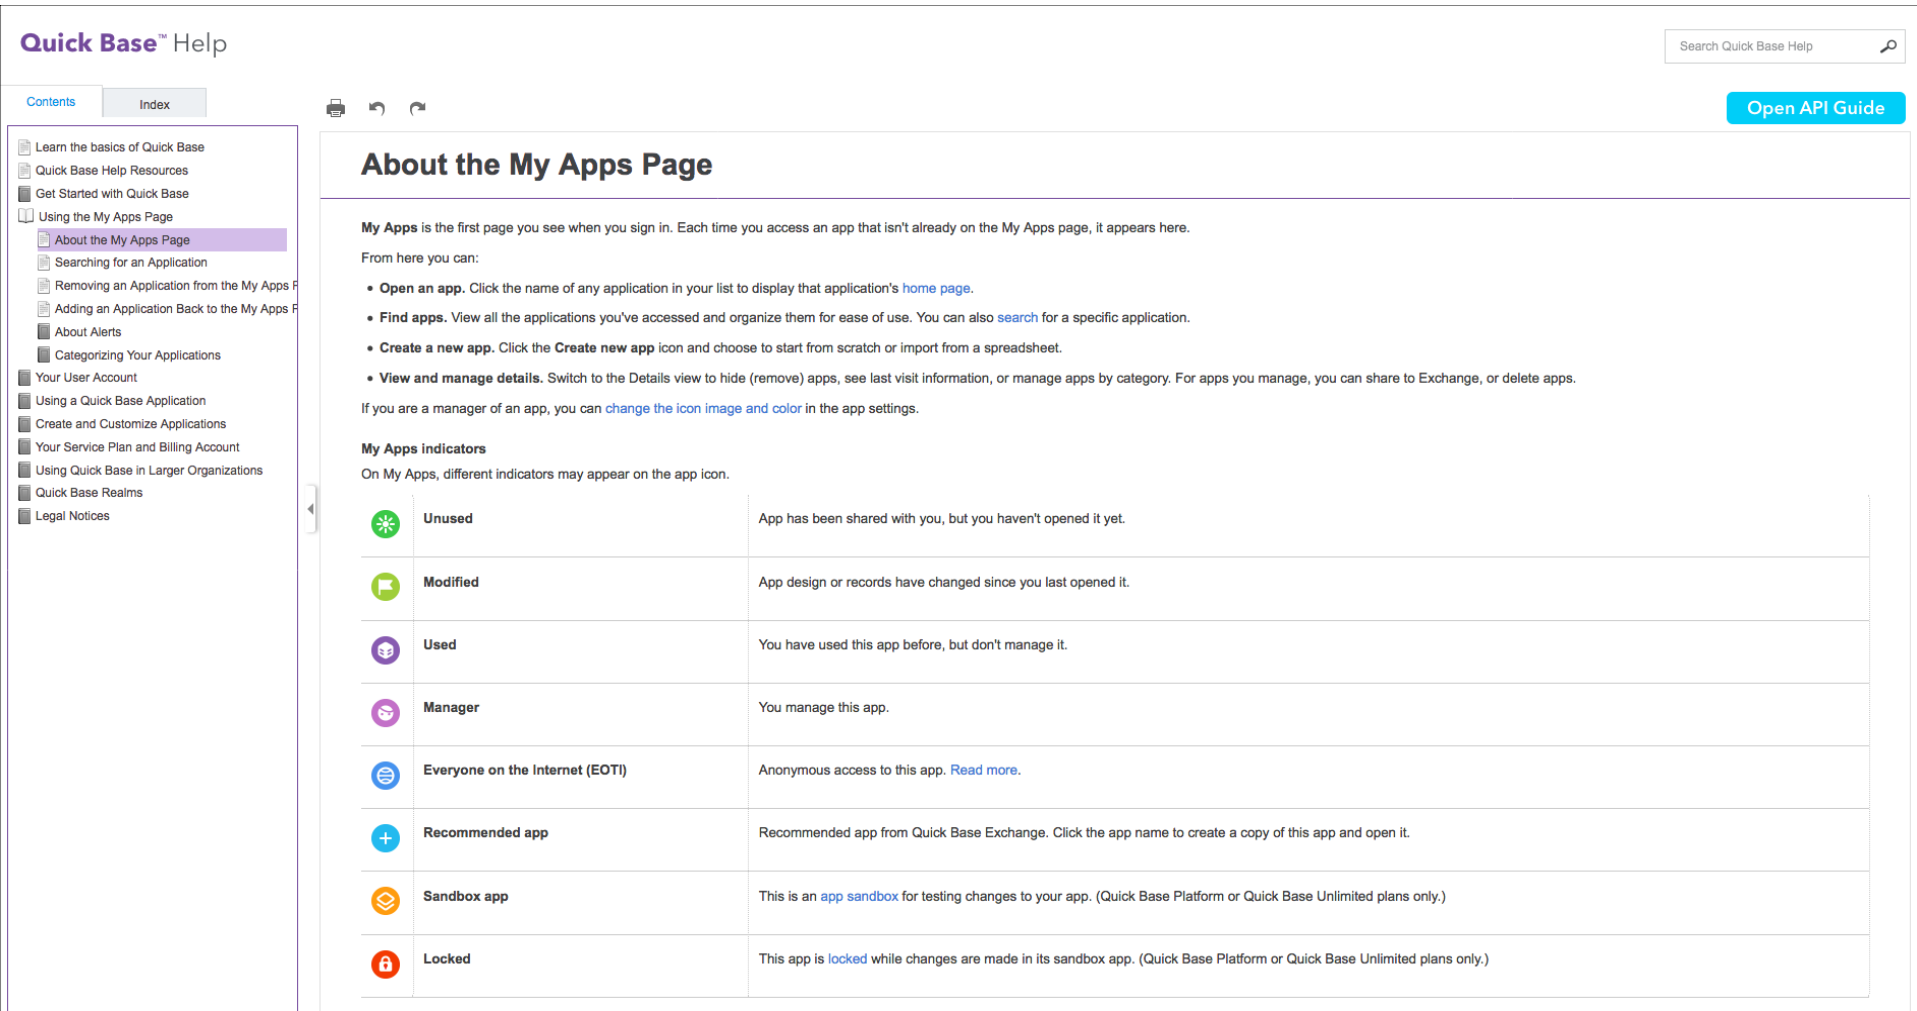 Quick Base™ Help
Search Quick Base Help
Contents
Index
Open API Guide
Learn the basics of Quick Base
Quick Base Help Resources
Get Started with Quick Base
Using the My Apps Page
About the My Apps Page
Searching for an Application
Removing an Application from the My Apps
Adding an Application Back to the My Apps
About Alerts
Categorizing Your Applications
Your User Account
Using a Quick Base Application
Create and Customize Applications
Your Service Plan and Billing Account
Using Quick Base in Larger Organizations
Quick Base Realms
Legal Notices
About the My Apps Page
My Apps is the first page you see when you sign in. Each time you access an app that isn't already on the My Apps page, it appears here.
From here you can:
• Open an app. Click the name of any application in your list to display that application's home page.
• Find apps. View all the applications you've accessed and organize them for ease of use. You can also search for a specific application.
• Create a new app. Click the Create new app icon and choose to start from scratch or import from a spreadsheet.
• View and manage details. Switch to the Details view to hide (remove) apps, see last visit information, or manage apps by category. For apps you manage, you can share to Exchange, or delete apps.
If you are a manager of an app, you can change the icon image and color in the app settings.
My Apps indicators
On My Apps, different indicators may appear on the app icon.
Unused App has been shared with you, but you haven't opened it yet.
Modified App design or records have changed since you last opened it.
Used You have used this app before, but don't manage it.
Manager You manage this app.
Everyone on the Internet (EOTI) Anonymous access to this app. Read more.
Recommended app Recommended app from Quick Base Exchange. Click the app name to create a copy of this app and open it.
Sandbox app This is an app sandbox for testing changes to your app. (Quick Base Platform or Quick Base Unlimited plans only.)
Locked This app is locked while changes are made in its sandbox app. (Quick Base Platform or Quick Base Unlimited plans only.)